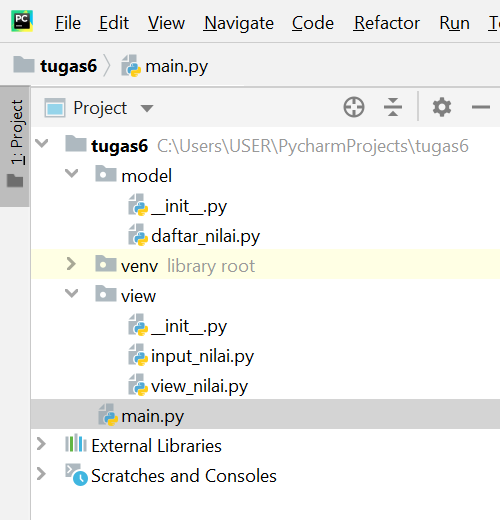 PC
File Edit View Navigate Code Refactor Run
tugas6 main.py
1: Project
Project
tugas6 C:\Users\USER\PycharmProjects\tugas6
model
__init__.py
daftar_nilai.py
venv library root
view
__init__.py
input_nilai.py
view_nilai.py
main.py
External Libraries
Scratches and Consoles